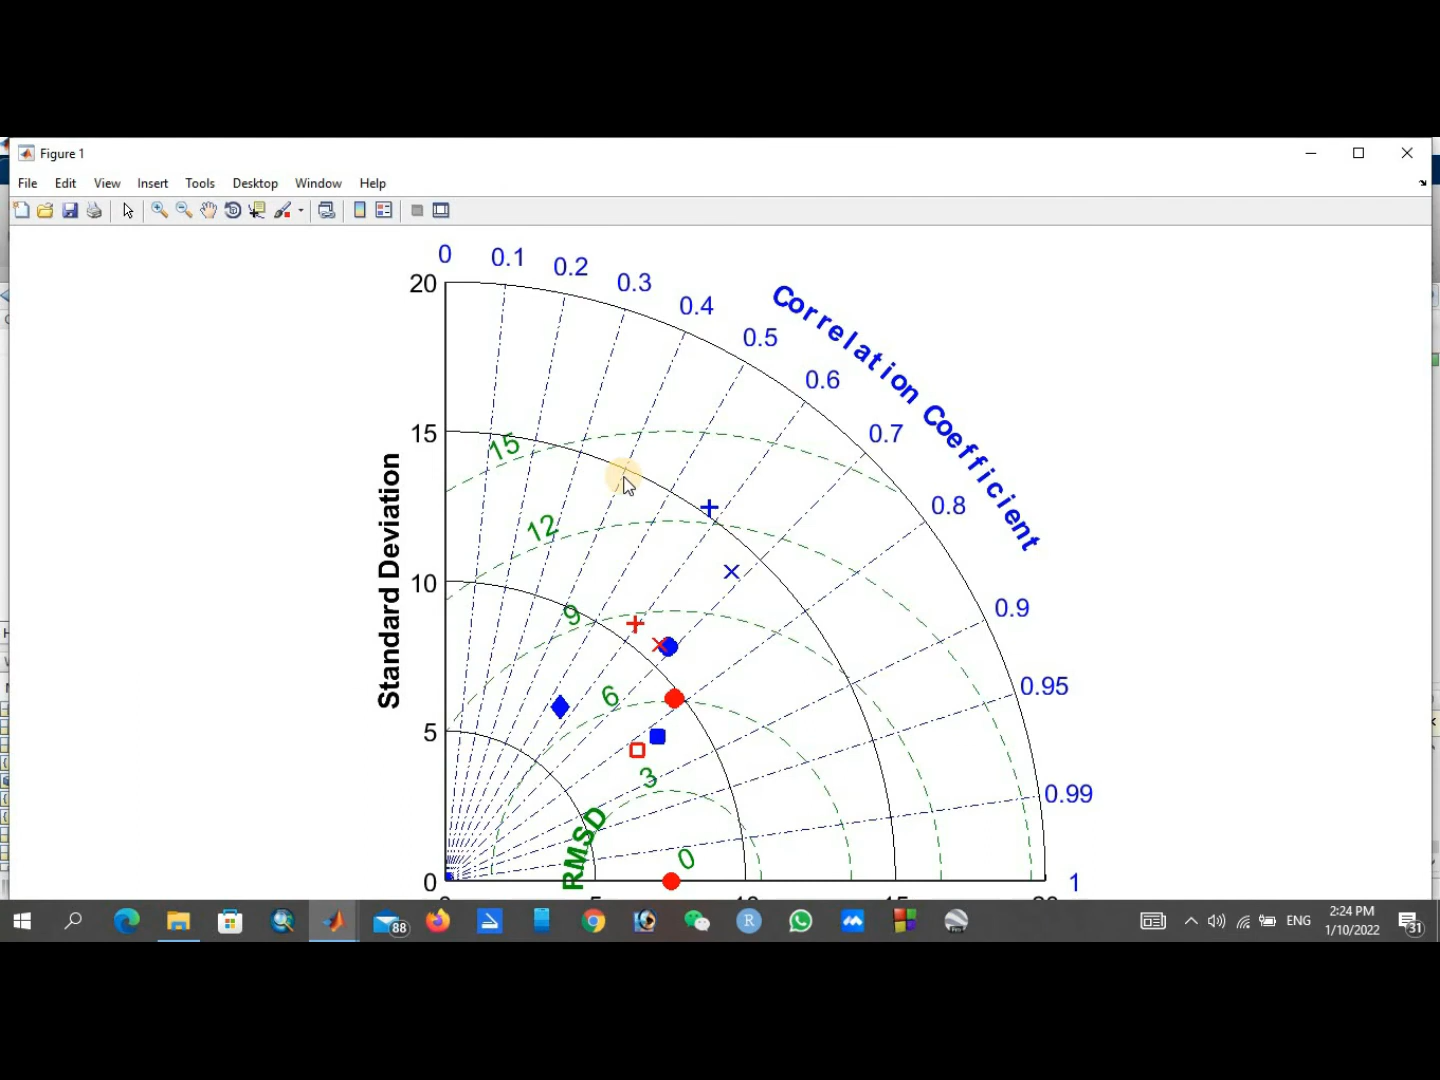 Figure 1
File Edit View Insert Tools Desktop Window Help
0 0.1 0.2 0.3 0.4 0.5 0.6 0.7 0.8 0.9 0.95 0.99 1
Correlation Coefficient
20
15
10
5
0
Standard Deviation
15
12
9
6
3
0
RMSD
88
ENG
2:24 PM
1/10/2022
31